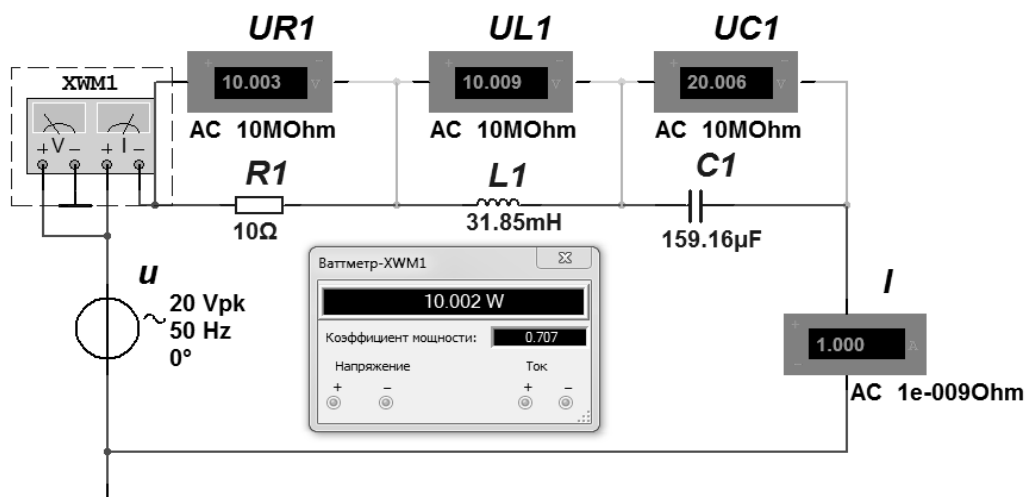 UR1 UL1 UC1
XWM1
10.003 V 10.009 V 20.006 V
AC 10MOhm AC 10MOhm AC 10MOhm
V I
R1 L1 C1
10Ω 31.85mH 159.16µF
u
20 Vpk
50 Hz
0°
Ваттметр-XWM1
10.002 W
Коэффициент мощности: 0.707
Напряжение Ток
+ − + −
I
1.000 A
AC 1e-009Ohm